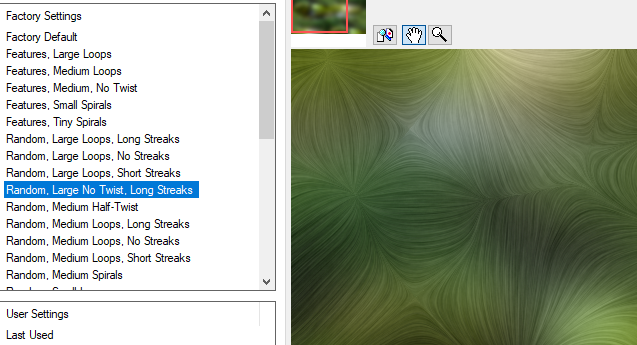 Factory Settings
Factory Default
Features, Large Loops
Features, Medium Loops
Features, Medium, No Twist
Features, Small Spirals
Features, Tiny Spirals
Random, Large Loops, Long Streaks
Random, Large Loops, No Streaks
Random, Large Loops, Short Streaks
Random, Large No Twist, Long Streaks
Random, Medium Half-Twist
Random, Medium Loops, Long Streaks
Random, Medium Loops, No Streaks
Random, Medium Loops, Short Streaks
Random, Medium Spirals
User Settings
Last Used